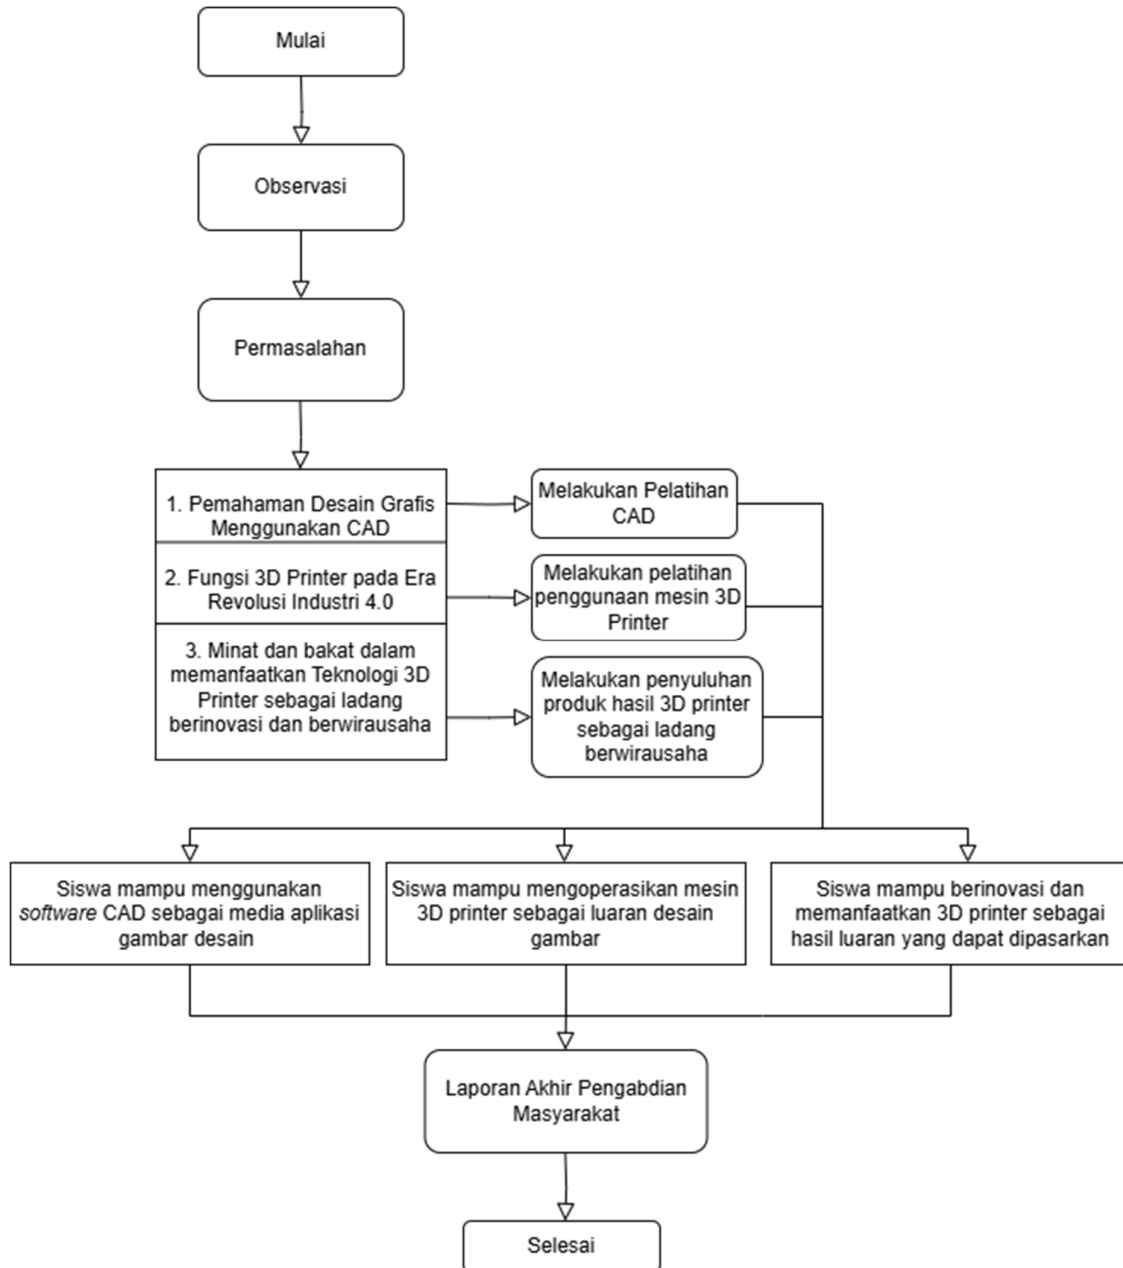 Mulai
Observasi
Permasalahan
1. Pemahaman Desain Grafis
Menggunakan CAD
Melakukan Pelatihan
CAD
2. Fungsi 3D Printer pada Era
Revolusi Industri 4.0
Melakukan pelatihan
penggunaan mesin 3D
Printer
3. Minat dan bakat dalam
memanfaatkan Teknologi 3D
Printer sebagai ladang
berinovasi dan berwirausaha
Melakukan penyuluhan
produk hasil 3D printer
sebagai ladang
berwirausaha
Siswa mampu menggunakan
software CAD sebagai media aplikasi
gambar desain
Siswa mampu mengoperasikan mesin
3D printer sebagai luaran desain
gambar
Siswa mampu berinovasi dan
memanfaatkan 3D printer sebagai
hasil luaran yang dapat dipasarkan
Laporan Akhir Pengabdian
Masyarakat
Selesai